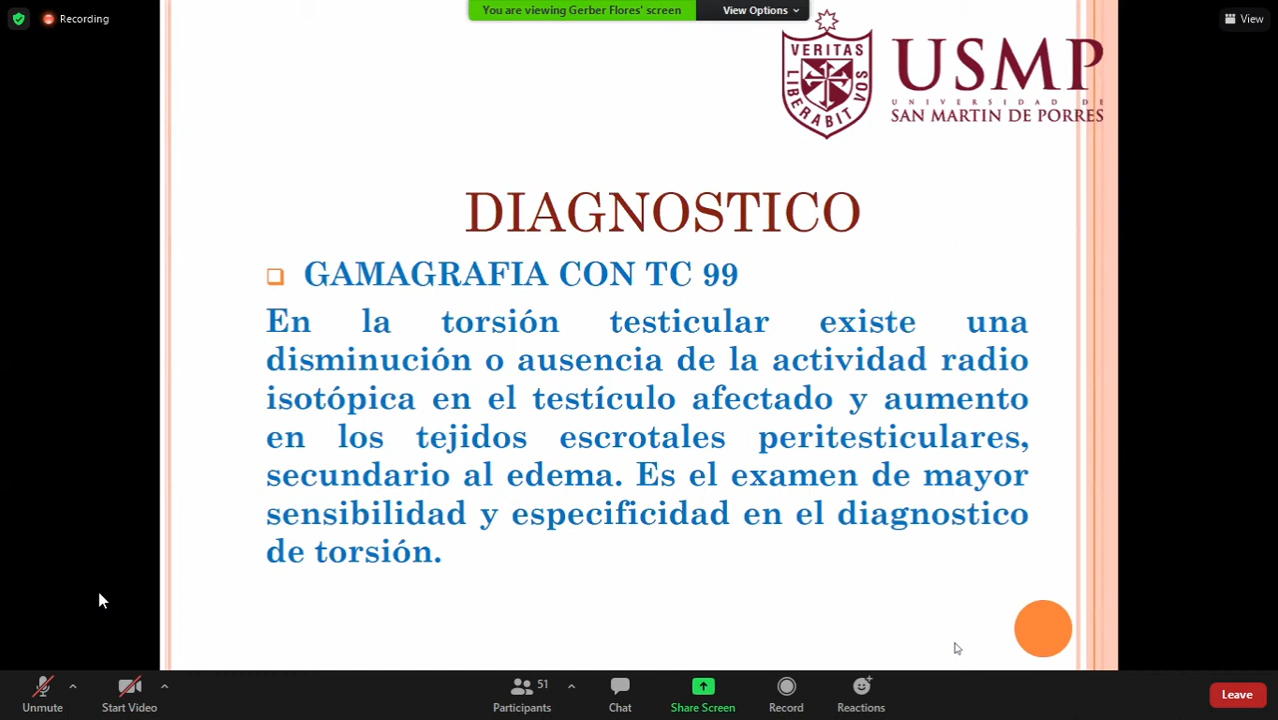 You are viewing Gerber Flores' screen
View Options
Recording
View
VERITAS
LIBERABIT VOS
USMP
UNIVERSIDAD DE
SAN MARTIN DE PORRES
DIAGNOSTICO
GAMAGRAFIA CON TC 99
En la torsión testicular existe una
disminución o ausencia de la actividad radio
isotópica en el testículo afectado y aumento
en los tejidos escrotales peritesticulares,
secundario al edema. Es el examen de mayor
sensibilidad y especificidad en el diagnostico
de torsión.
51
Unmute
Start Video
Participants
Chat
Share Screen
Record
Reactions
Leave